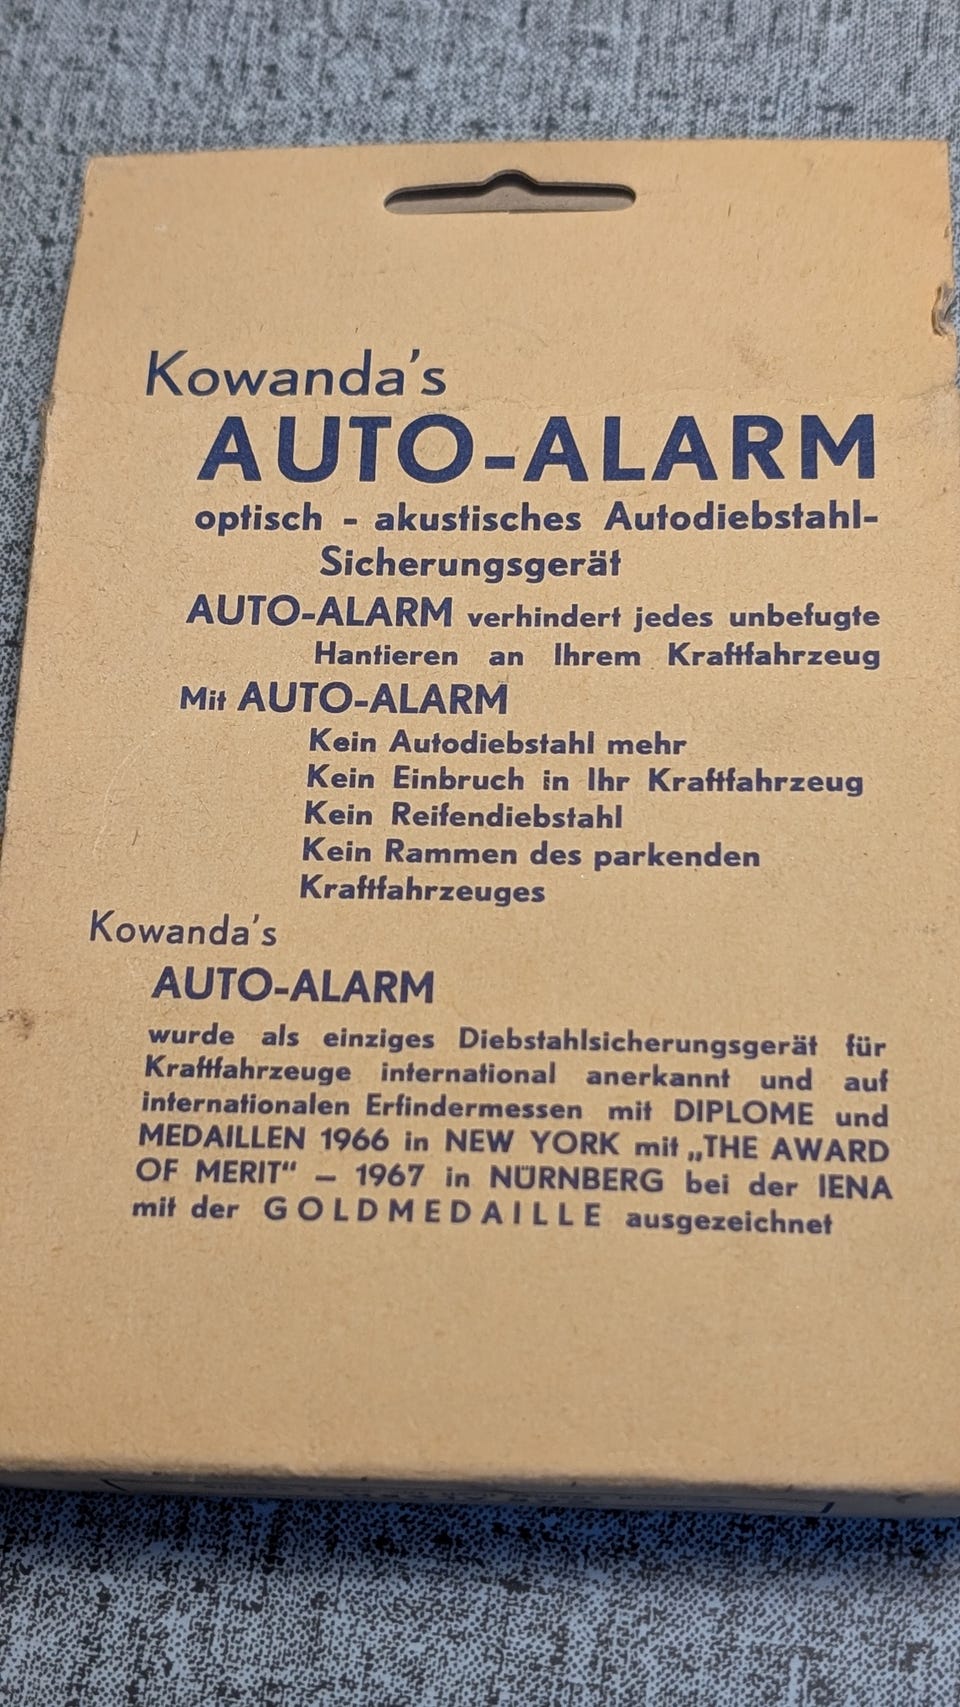 Kowanda's
AUTO-ALARM
optisch - akustisches Autodiebstahl-
Sicherungsgerät
AUTO-ALARM verhindert jedes unbefugte
Hantieren an Ihrem Kraftfahrzeug
Mit AUTO-ALARM
Kein Autodiebstahl mehr
Kein Einbruch in Ihr Kraftfahrzeug
Kein Reifendiebstahl
Kein Rammen des parkenden
Kraftfahrzeuges
Kowanda's
AUTO-ALARM
wurde als einziges Diebstahlsicherungsgerät für
Kraftfahrzeuge international anerkannt und auf
internationalen Erfindermessen mit DIPLOME und
MEDAILLEN 1966 in NEW YORK mit „THE AWARD
OF MERIT“ – 1967 in NÜRNBERG bei der IENA
mit der GOLDMEDAILLE ausgezeichnet